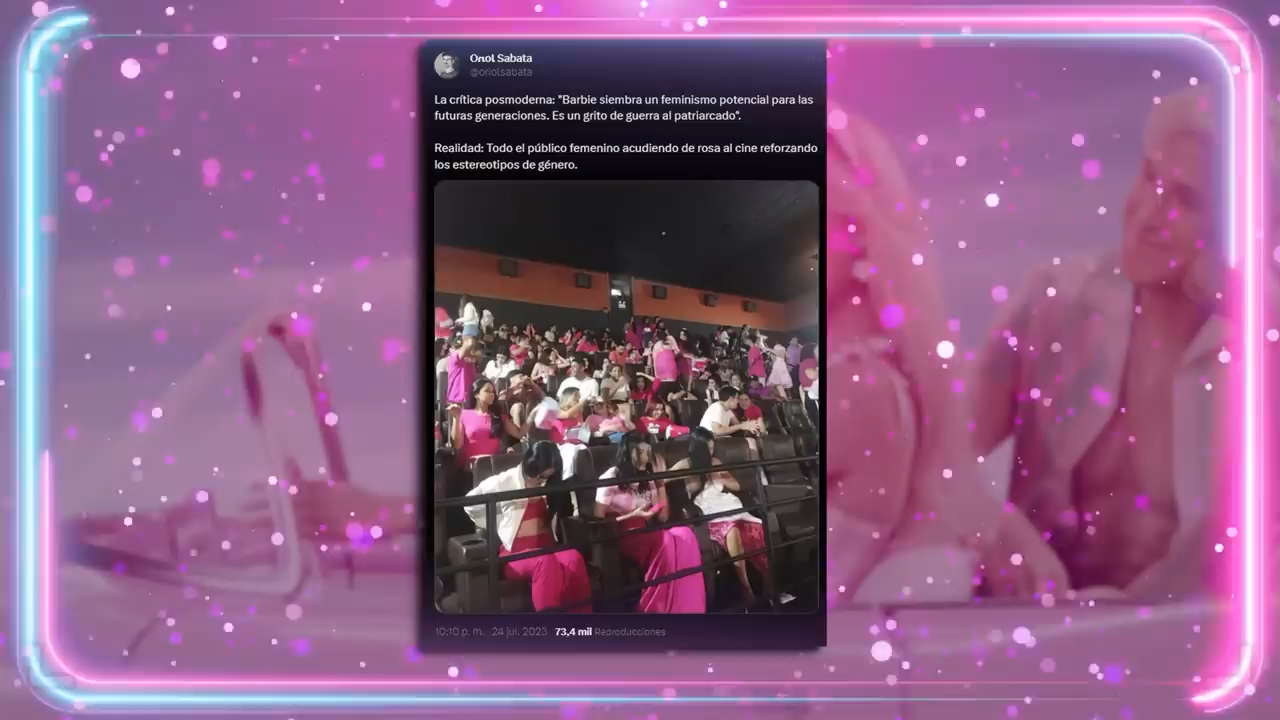 Oriol Sabata
@oriolsabata
La crítica posmoderna: "Barbie siembra un feminismo potencial para las
futuras generaciones. Es un grito de guerra al patriarcado".
Realidad: Todo el público femenino acudiendo de rosa al cine reforzando
los estereotipos de género.
10:10 p. m. · 24 jul. 2023 · 73,4 mil Reproducciones